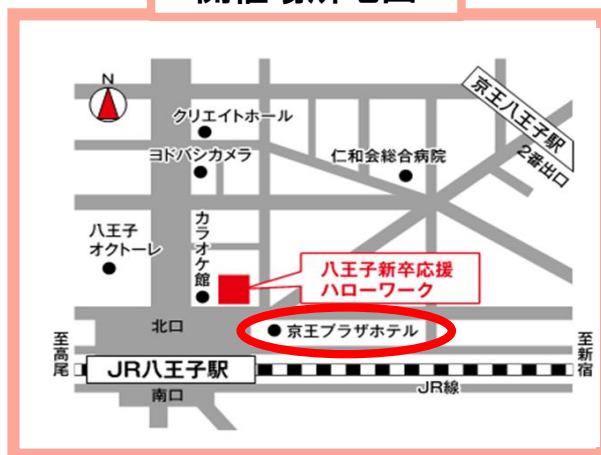 開催場所地図
N
京王八王子駅
2番出口
クリエイトホール
ヨドバシカメラ
仁和会総合病院
八王子
オクトーレ
カラオケ館
八王子新卒応援
ハローワーク
北口
京王プラザホテル
至高尾
JR八王子駅
至新宿
JR線
南口